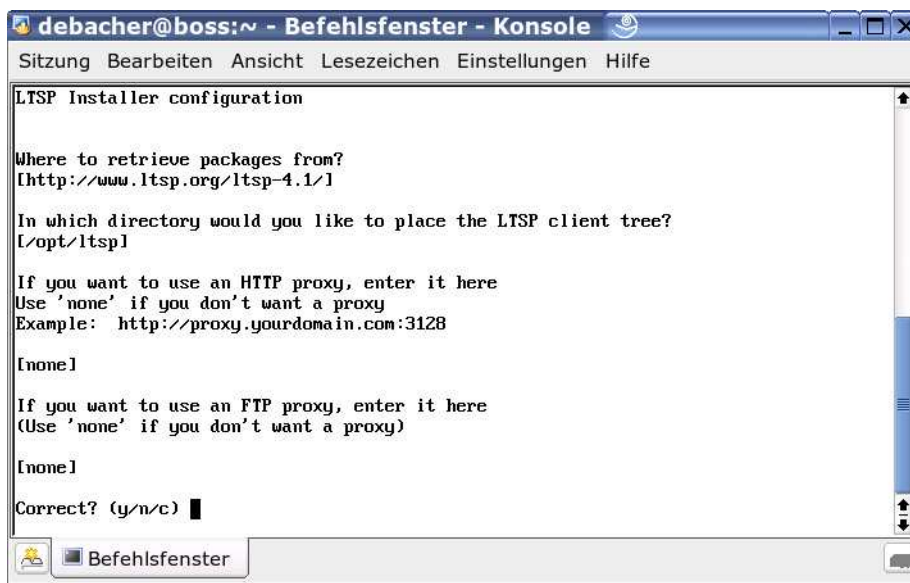 debacher@boss:~ - Befehlsfenster - Konsole
Sitzung Bearbeiten Ansicht Lesezeichen Einstellungen Hilfe
LTSP Installer configuration
Where to retrieve packages from?
[http://www.ltsp.org/ltsp-4.1/]
In which directory would you like to place the LTSP client tree?
[/opt/ltsp]
If you want to use an HTTP proxy, enter it here
Use 'none' if you don't want a proxy
Example:  http://proxy.yourdomain.com:3128
[none]
If you want to use an FTP proxy, enter it here
(Use 'none' if you don't want a proxy)
[none]
Correct? (y/n/c)
Befehlsfenster